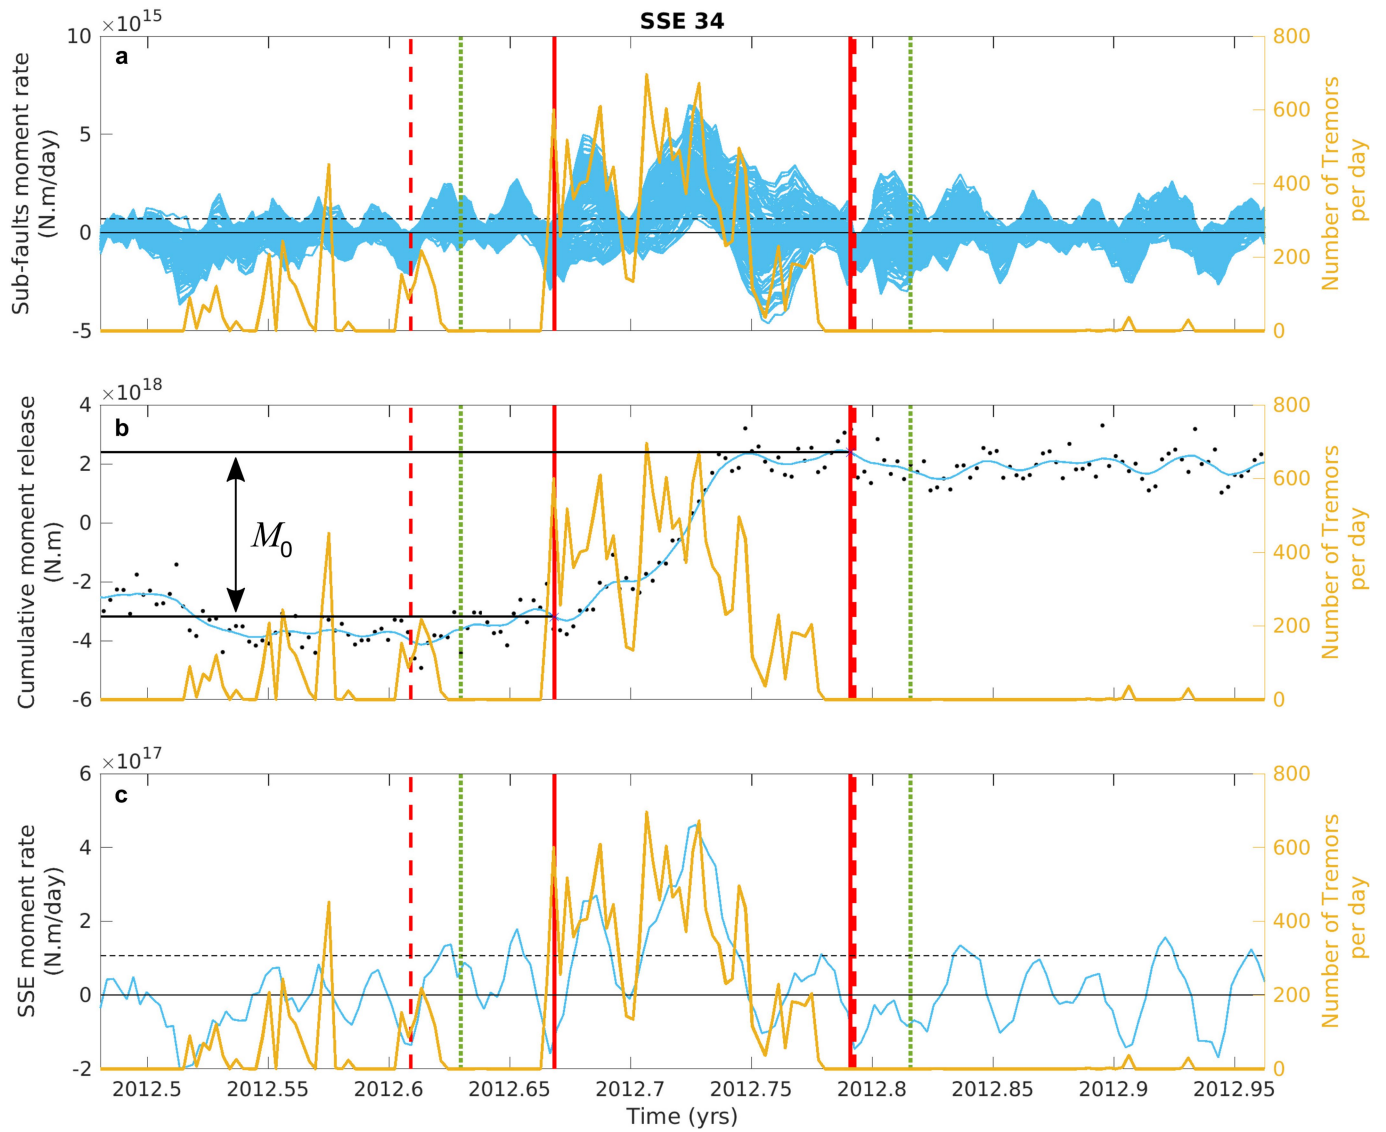 SSE 34
×10^15
a
10
5
0
-5
800
600
400
200
0
Sub-faults moment rate
(N.m/day)
Number of Tremors
per day
×10^18
b
4
2
0
-2
-4
-6
M_0
800
600
400
200
0
Cumulative moment release
(N.m)
Number of Tremors
per day
×10^17
c
6
4
2
0
-2
800
600
400
200
0
SSE moment rate
(N.m/day)
Number of Tremors
per day
2012.5 2012.55 2012.6 2012.65 2012.7 2012.75 2012.8 2012.85 2012.9 2012.95
Time (yrs)